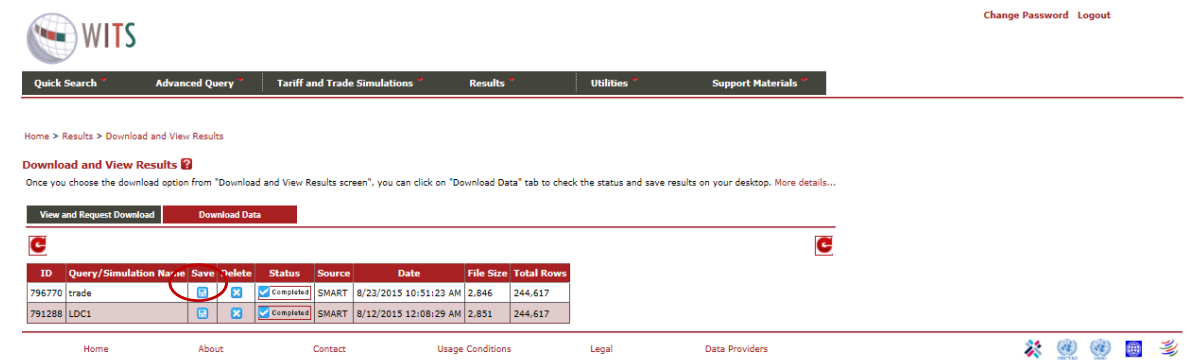 Change Password Logout
WITS
Quick Search Advanced Query Tariff and Trade Simulations Results Utilities Support Materials
Home > Results > Download and View Results
Download and View Results ?
Once you choose the download option from "Download and View Results screen", you can click on "Download Data" tab to check the status and save results on your desktop. More details...
View and Request Download Download Data
ID Query/Simulation Name Save Delete Status Source Date File Size Total Rows
796770 trade Completed SMART 8/23/2015 10:51:23 AM 2,846 244,617
791288 LDC1 Completed SMART 8/12/2015 12:08:29 AM 2,851 244,617
Home About Contact Usage Conditions Legal Data Providers